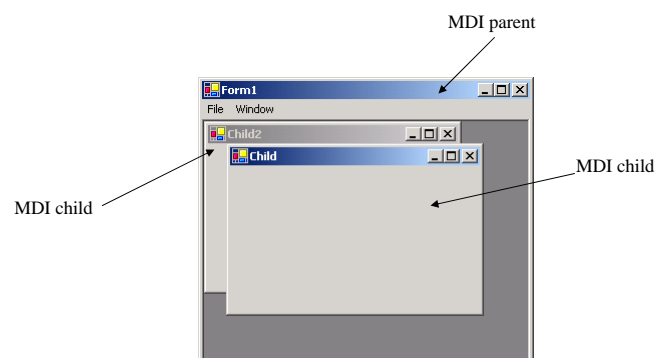 MDI parent
Form1
File Window
Child2
Child
MDI child
MDI child